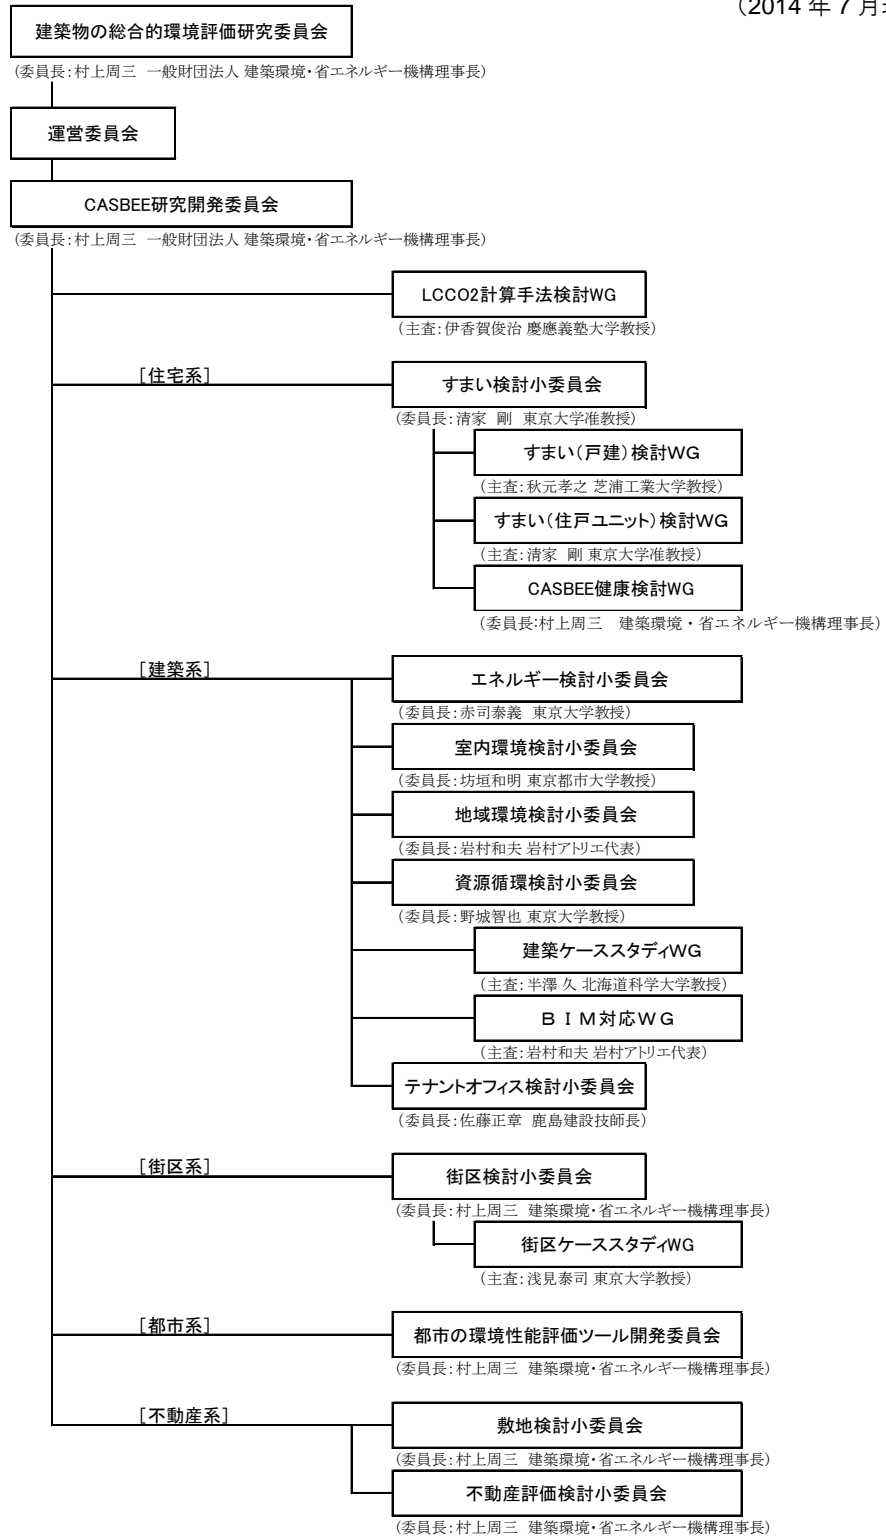 （2014 年 7 月
建築物の総合的環境評価研究委員会
(委員長：村上周三　一般財団法人 建築環境・省エネルギー機構理事長)
運営委員会
CASBEE研究開発委員会
(委員長：村上周三　一般財団法人 建築環境・省エネルギー機構理事長)
LCCO2計算手法検討WG
(主査：伊香賀俊治 慶應義塾大学教授)
［住宅系］
すまい検討小委員会
(委員長：清家　剛　東京大学准教授)
すまい（戸建）検討WG
(主査：秋元孝之 芝浦工業大学教授)
すまい（住戸ユニット）検討WG
(主査：清家　剛 東京大学准教授)
CASBEE健康検討WG
(委員長:村上周三　建築環境・省エネルギー機構理事長)
［建築系］
エネルギー検討小委員会
(委員長：赤司泰義　東京大学教授)
室内環境検討小委員会
(委員長：坊垣和明 東京都市大学教授)
地域環境検討小委員会
(委員長：岩村和夫 岩村アトリエ代表)
資源循環検討小委員会
(委員長：野城智也 東京大学教授)
建築ケーススタディWG
(主査：半澤 久 北海道科学大学教授)
ＢＩＭ対応ＷＧ
(主査：岩村和夫 岩村アトリエ代表)
テナントオフィス検討小委員会
(委員長：佐藤正章　鹿島建設技師長)
［街区系］
街区検討小委員会
(委員長：村上周三　建築環境・省エネルギー機構理事長)
街区ケーススタディWG
(主査：浅見泰司 東京大学教授)
［都市系］
都市の環境性能評価ツール開発委員会
(委員長：村上周三　建築環境・省エネルギー機構理事長)
［不動産系］
敷地検討小委員会
(委員長：村上周三　建築環境・省エネルギー機構理事長)
不動産評価検討小委員会
(委員長：村上周三　建築環境・省エネルギー機構理事長)